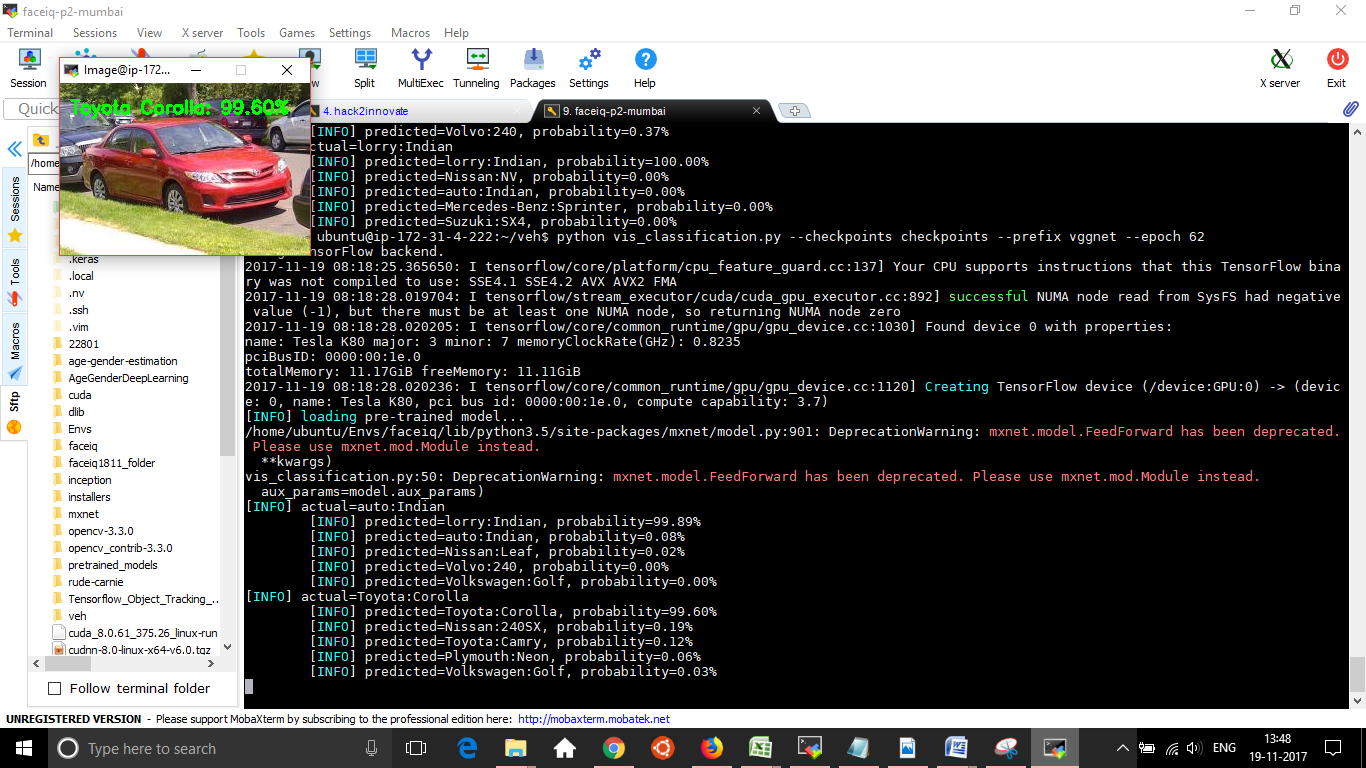 faceiq-p2-mumbai
Terminal Sessions View X server Tools Games Settings Macros Help
Session Split MultiExec Tunneling Packages Settings Help X server Exit
Image@ip-172...
Toyota Corolla: 99.60%
Quick
4. hack2innovate
9. faceiq-p2-mumbai
/home
Name
Sessions
Tools
Macros
Sftp
.keras
.local
.nv
.ssh
.vim
22801
age-gender-estimation
AgeGenderDeepLearning
cuda
dlib
Envs
faceiq
faceiq1811_folder
inception
installers
mxnet
opencv-3.3.0
opencv_contrib-3.3.0
pretrained_models
rude-carnie
Tensorflow_Object_Tracking_...
veh
cuda_8.0.61_375.26_linux-run
cudnn-8.0-linux-x64-v6.0.tgz
Follow terminal folder
[INFO] predicted=Volvo:240, probability=0.37%
ctual=lorry:Indian
[INFO] predicted=lorry:Indian, probability=100.00%
[INFO] predicted=Nissan:NV, probability=0.00%
[INFO] predicted=auto:Indian, probability=0.00%
[INFO] predicted=Mercedes-Benz:Sprinter, probability=0.00%
[INFO] predicted=Suzuki:SX4, probability=0.00%
ubuntu@ip-172-31-4-222:~/veh$ python vis_classification.py --checkpoints checkpoints --prefix vggnet --epoch 62
TensorFlow backend.
2017-11-19 08:18:25.365650: I tensorflow/core/platform/cpu_feature_guard.cc:137] Your CPU supports instructions that this TensorFlow bina
ry was not compiled to use: SSE4.1 SSE4.2 AVX AVX2 FMA
2017-11-19 08:18:28.019704: I tensorflow/stream_executor/cuda/cuda_gpu_executor.cc:892] successful NUMA node read from SysFS had negative
value (-1), but there must be at least one NUMA node, so returning NUMA node zero
2017-11-19 08:18:28.020205: I tensorflow/core/common_runtime/gpu/gpu_device.cc:1030] Found device 0 with properties:
name: Tesla K80 major: 3 minor: 7 memoryClockRate(GHz): 0.8235
pciBusID: 0000:00:1e.0
totalMemory: 11.17GiB freeMemory: 11.11GiB
2017-11-19 08:18:28.020236: I tensorflow/core/common_runtime/gpu/gpu_device.cc:1120] Creating TensorFlow device (/device:GPU:0) -> (devic
e: 0, name: Tesla K80, pci bus id: 0000:00:1e.0, compute capability: 3.7)
[INFO] loading pre-trained model...
/home/ubuntu/Envs/faceiq/lib/python3.5/site-packages/mxnet/model.py:901: DeprecationWarning: mxnet.model.FeedForward has been deprecated.
Please use mxnet.mod.Module instead.
**kwargs)
vis_classification.py:50: DeprecationWarning: mxnet.model.FeedForward has been deprecated. Please use mxnet.mod.Module instead.
aux_params=model.aux_params)
[INFO] actual=auto:Indian
[INFO] predicted=lorry:Indian, probability=99.89%
[INFO] predicted=auto:Indian, probability=0.08%
[INFO] predicted=Nissan:Leaf, probability=0.02%
[INFO] predicted=Volvo:240, probability=0.00%
[INFO] predicted=Volkswagen:Golf, probability=0.00%
[INFO] actual=Toyota:Corolla
[INFO] predicted=Toyota:Corolla, probability=99.60%
[INFO] predicted=Nissan:240SX, probability=0.19%
[INFO] predicted=Toyota:Camry, probability=0.12%
[INFO] predicted=Plymouth:Neon, probability=0.06%
[INFO] predicted=Volkswagen:Golf, probability=0.03%
UNREGISTERED VERSION - Please support MobaXterm by subscribing to the professional edition here: http://mobaxterm.mobatek.net
Type here to search
ENG
13:48
19-11-2017